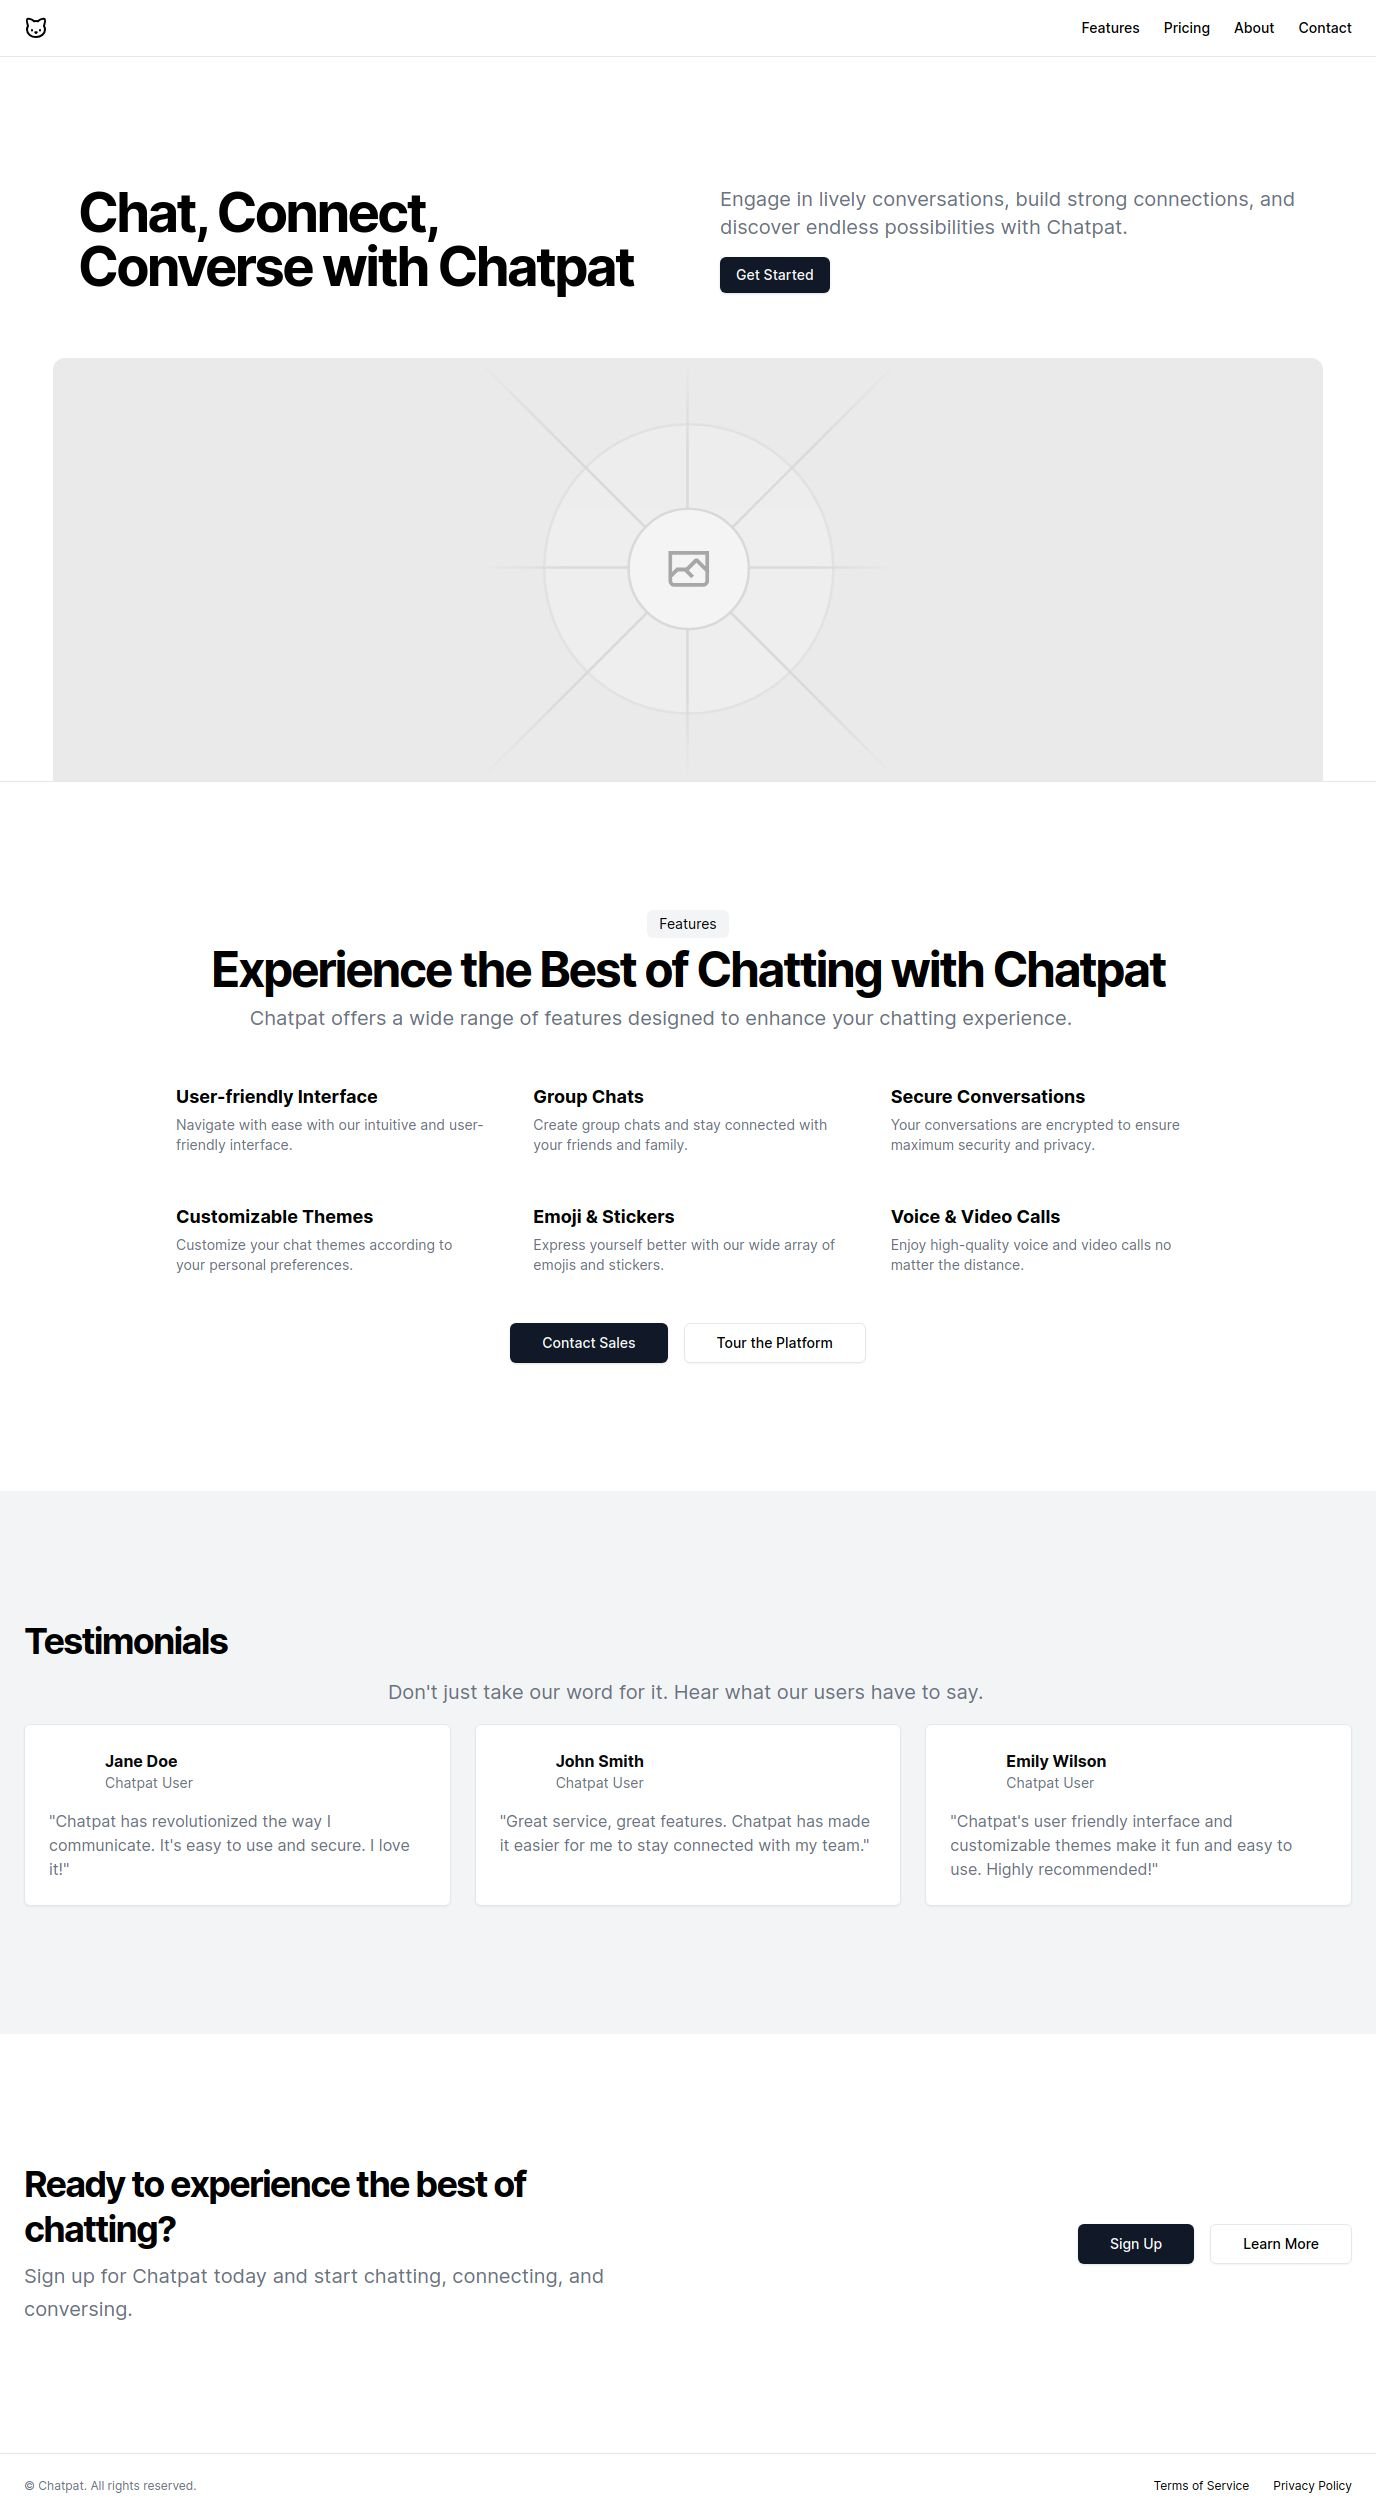 Features Pricing About Contact
Chat, Connect,
Converse with Chatpat
Engage in lively conversations, build strong connections, and
discover endless possibilities with Chatpat.
Get Started
Features
Experience the Best of Chatting with Chatpat
Chatpat offers a wide range of features designed to enhance your chatting experience.
User-friendly Interface
Navigate with ease with our intuitive and user-
friendly interface.
Group Chats
Create group chats and stay connected with
your friends and family.
Secure Conversations
Your conversations are encrypted to ensure
maximum security and privacy.
Customizable Themes
Customize your chat themes according to
your personal preferences.
Emoji & Stickers
Express yourself better with our wide array of
emojis and stickers.
Voice & Video Calls
Enjoy high-quality voice and video calls no
matter the distance.
Contact Sales
Tour the Platform
Testimonials
Don't just take our word for it. Hear what our users have to say.
Jane Doe
Chatpat User
"Chatpat has revolutionized the way I
communicate. It's easy to use and secure. I love
it!"
John Smith
Chatpat User
"Great service, great features. Chatpat has made
it easier for me to stay connected with my team."
Emily Wilson
Chatpat User
"Chatpat's user friendly interface and
customizable themes make it fun and easy to
use. Highly recommended!"
Ready to experience the best of
chatting?
Sign up for Chatpat today and start chatting, connecting, and
conversing.
Sign Up
Learn More
© Chatpat. All rights reserved.
Terms of Service
Privacy Policy